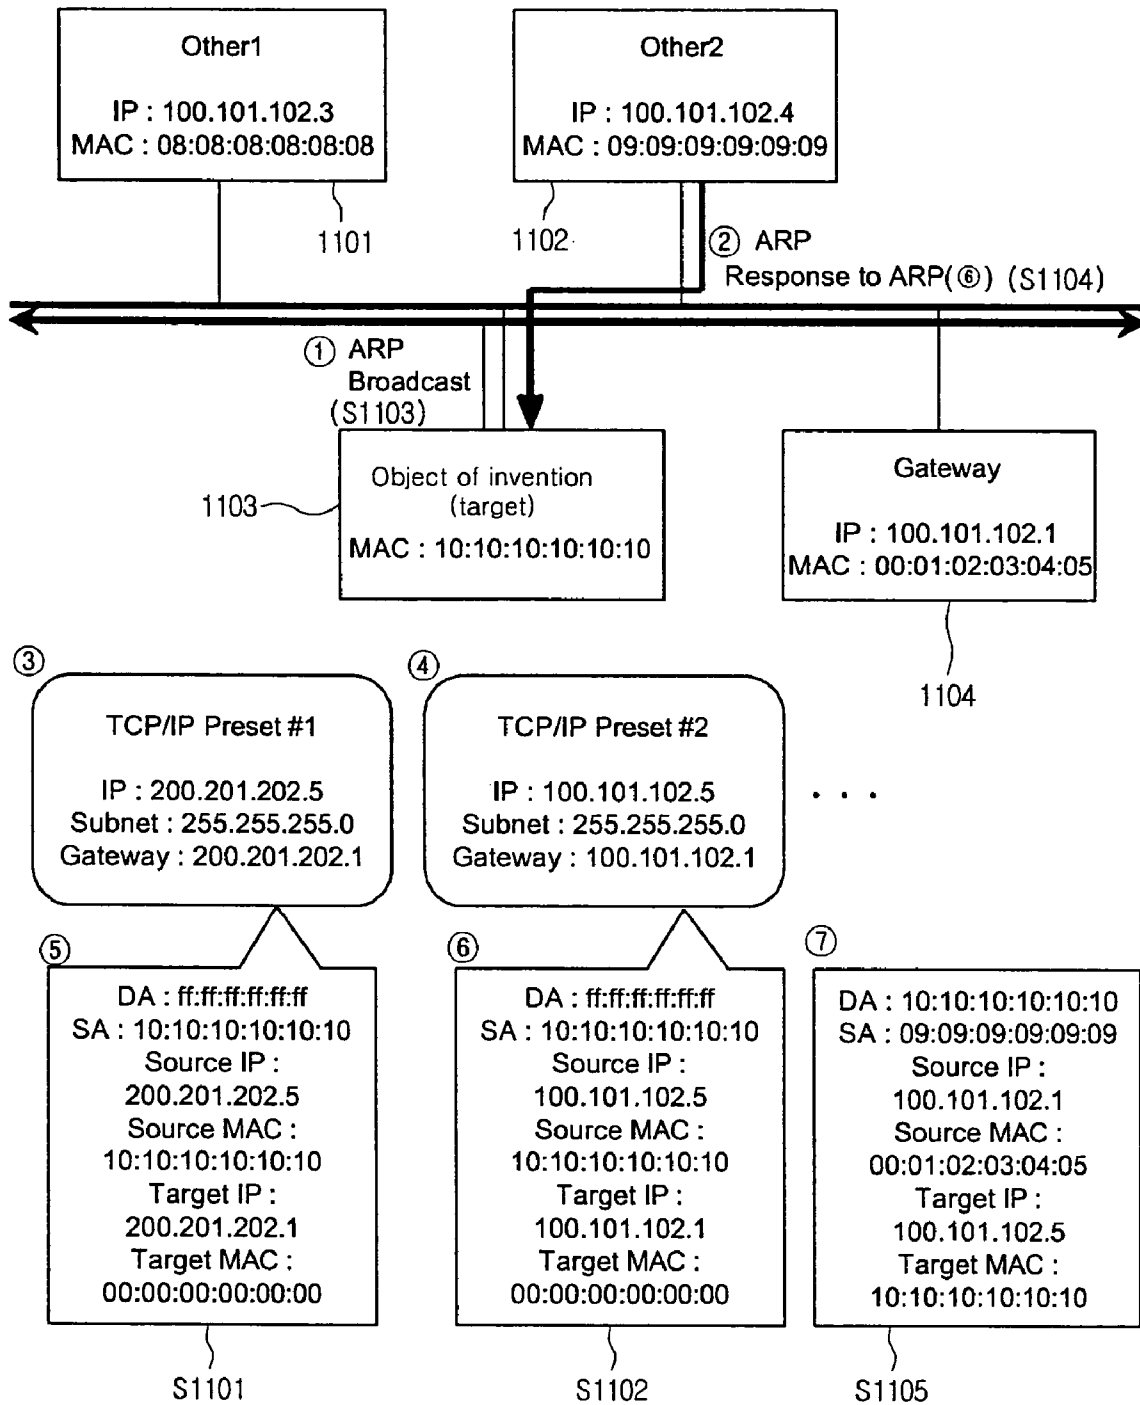 Other1
IP : 100.101.102.3
MAC : 08:08:08:08:08:08
1101
Other2
IP : 100.101.102.4
MAC : 09:09:09:09:09:09
1102
② ARP
Response to ARP(⑥) (S1104)
① ARP
Broadcast
(S1103)
Object of invention
(target)
MAC : 10:10:10:10:10:10
1103
Gateway
IP : 100.101.102.1
MAC : 00:01:02:03:04:05
1104
③
TCP/IP Preset #1
IP : 200.201.202.5
Subnet : 255.255.255.0
Gateway : 200.201.202.1
④
TCP/IP Preset #2
IP : 100.101.102.5
Subnet : 255.255.255.0
Gateway : 100.101.102.1
. . .
⑤
DA : ff:ff:ff:ff:ff:ff
SA : 10:10:10:10:10:10
Source IP :
200.201.202.5
Source MAC :
10:10:10:10:10:10
Target IP :
200.201.202.1
Target MAC :
00:00:00:00:00:00
S1101
⑥
DA : ff:ff:ff:ff:ff:ff
SA : 10:10:10:10:10:10
Source IP :
100.101.102.5
Source MAC :
10:10:10:10:10:10
Target IP :
100.101.102.1
Target MAC :
00:00:00:00:00:00
S1102
⑦
DA : 10:10:10:10:10:10
SA : 09:09:09:09:09:09
Source IP :
100.101.102.1
Source MAC :
00:01:02:03:04:05
Target IP :
100.101.102.5
Target MAC :
10:10:10:10:10:10
S1105